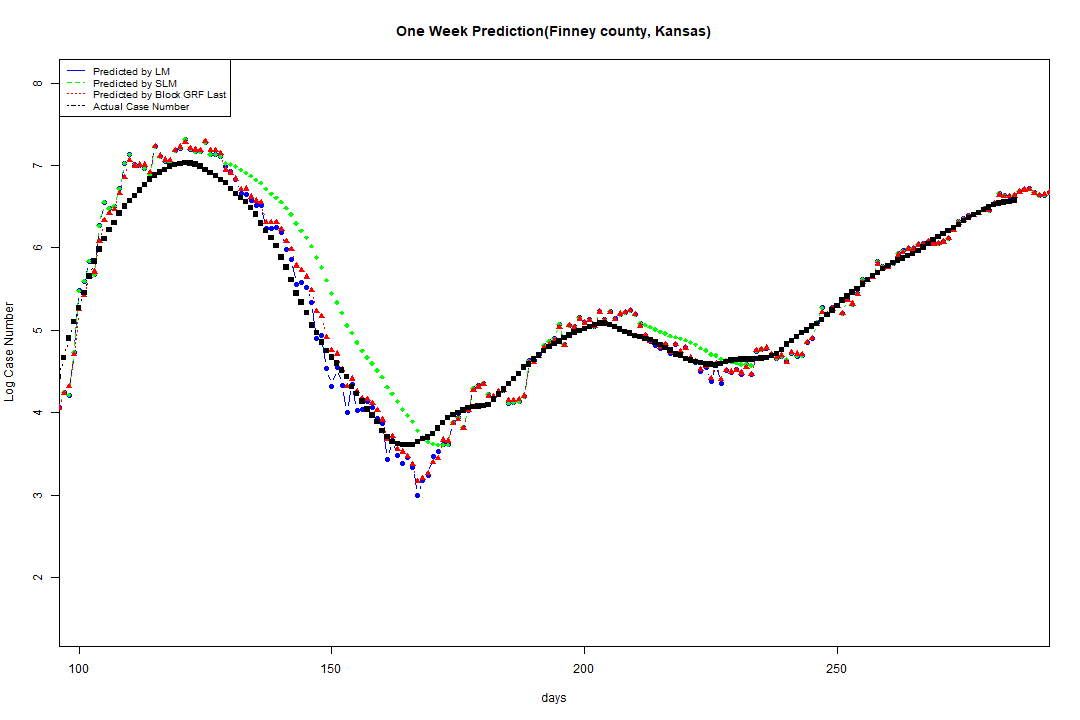 One Week Prediction(Finney county, Kansas)
Predicted by LM
Predicted by SLM
Predicted by Block GRF Last
Actual Case Number
8
7
6
5
4
3
2
Log Case Number
100 150 200 250
days